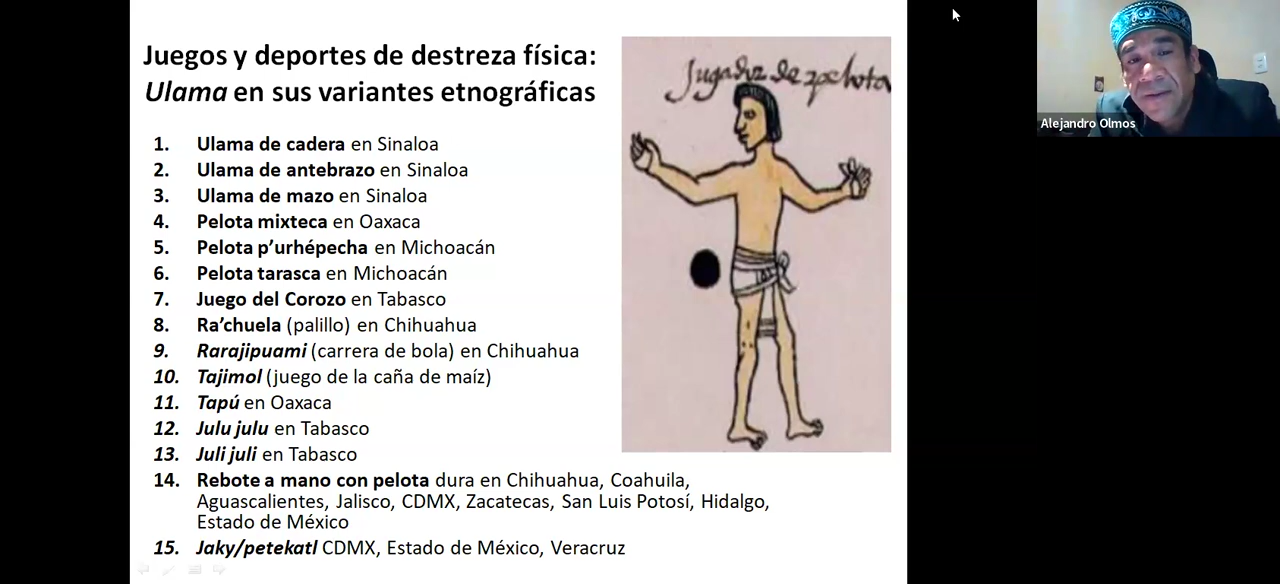 Juegos y deportes de destreza física:
Ulama en sus variantes etnográficas
jugador de pelota
1. Ulama de cadera en Sinaloa
2. Ulama de antebrazo en Sinaloa
3. Ulama de mazo en Sinaloa
4. Pelota mixteca en Oaxaca
5. Pelota p’urhépecha en Michoacán
6. Pelota tarasca en Michoacán
7. Juego del Corozo en Tabasco
8. Ra’chuela (palillo) en Chihuahua
9. Rarajipuami (carrera de bola) en Chihuahua
10. Tajimol (juego de la caña de maíz)
11. Tapú en Oaxaca
12. Julu julu en Tabasco
13. Juli juli en Tabasco
14. Rebote a mano con pelota dura en Chihuahua, Coahuila,
Aguascalientes, Jalisco, CDMX, Zacatecas, San Luis Potosí, Hidalgo,
Estado de México
15. Jaky/petekatl CDMX, Estado de México, Veracruz
Alejandro Olmos